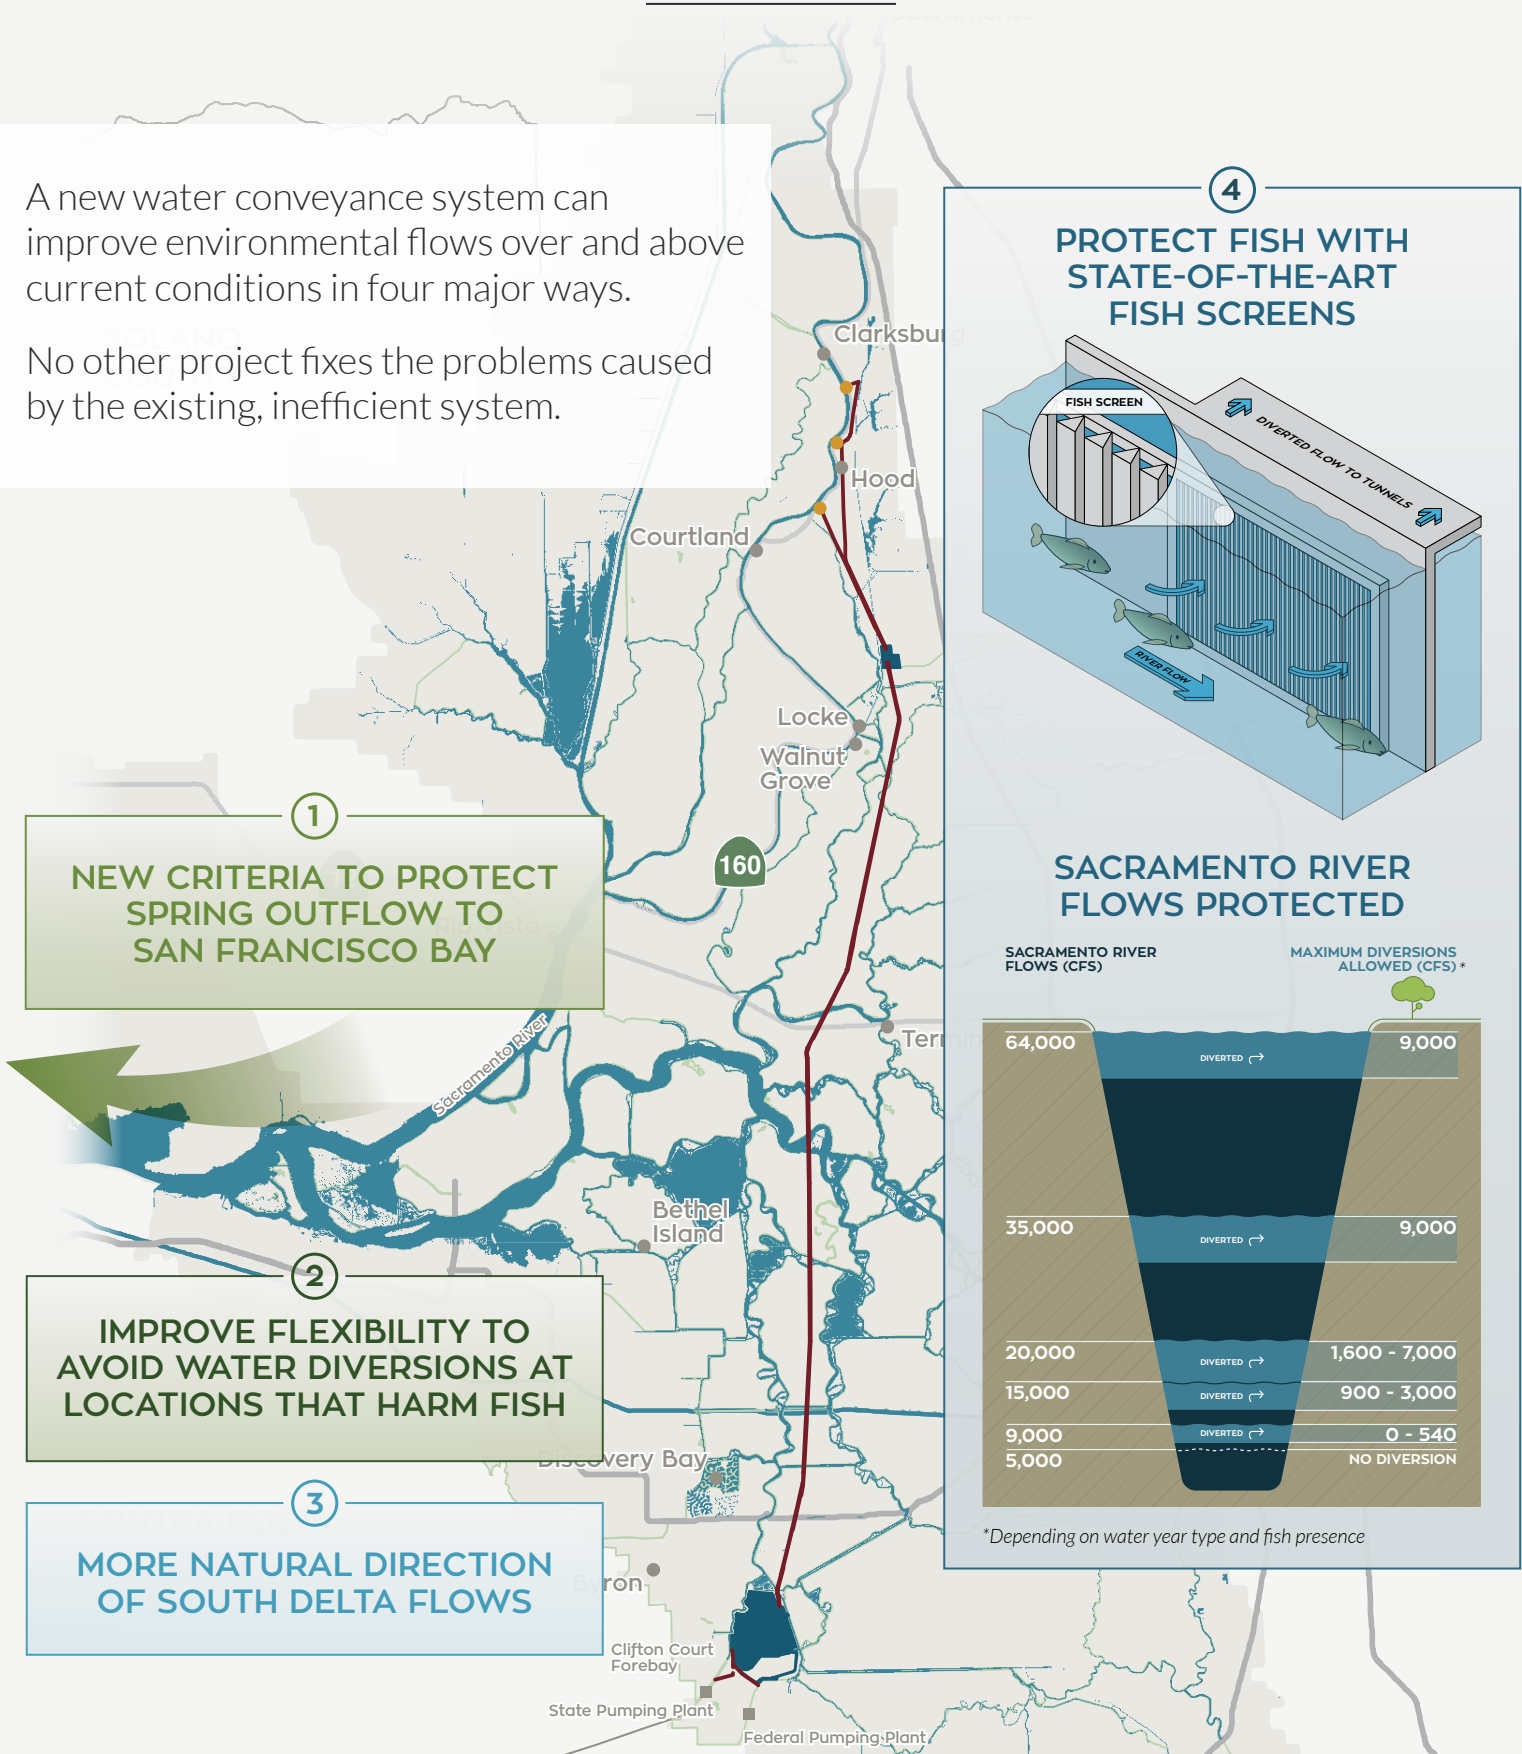 A new water conveyance system can
improve environmental flows over and above
current conditions in four major ways.
No other project fixes the problems caused
by the existing, inefficient system.
Clarksburg
Hood
Courtland
Locke
Walnut
Grove
160
1
NEW CRITERIA TO PROTECT
SPRING OUTFLOW TO
SAN FRANCISCO BAY
Rio Vista
Sacramento River
Bethel
Island
2
IMPROVE FLEXIBILITY TO
AVOID WATER DIVERSIONS AT
LOCATIONS THAT HARM FISH
Discovery Bay
3
MORE NATURAL DIRECTION
OF SOUTH DELTA FLOWS
Byron
Clifton Court
Forebay
State Pumping Plant
Federal Pumping Plant
4
PROTECT FISH WITH
STATE-OF-THE-ART
FISH SCREENS
FISH SCREEN
DIVERTED FLOW TO TUNNELS
RIVER FLOW
SACRAMENTO RIVER
FLOWS PROTECTED
SACRAMENTO RIVER
FLOWS (CFS)
MAXIMUM DIVERSIONS
ALLOWED (CFS) *
64,000 DIVERTED 9,000
35,000 DIVERTED 9,000
20,000 DIVERTED 1,600 - 7,000
15,000 DIVERTED 900 - 3,000
9,000 DIVERTED 0 - 540
5,000 NO DIVERSION
*Depending on water year type and fish presence